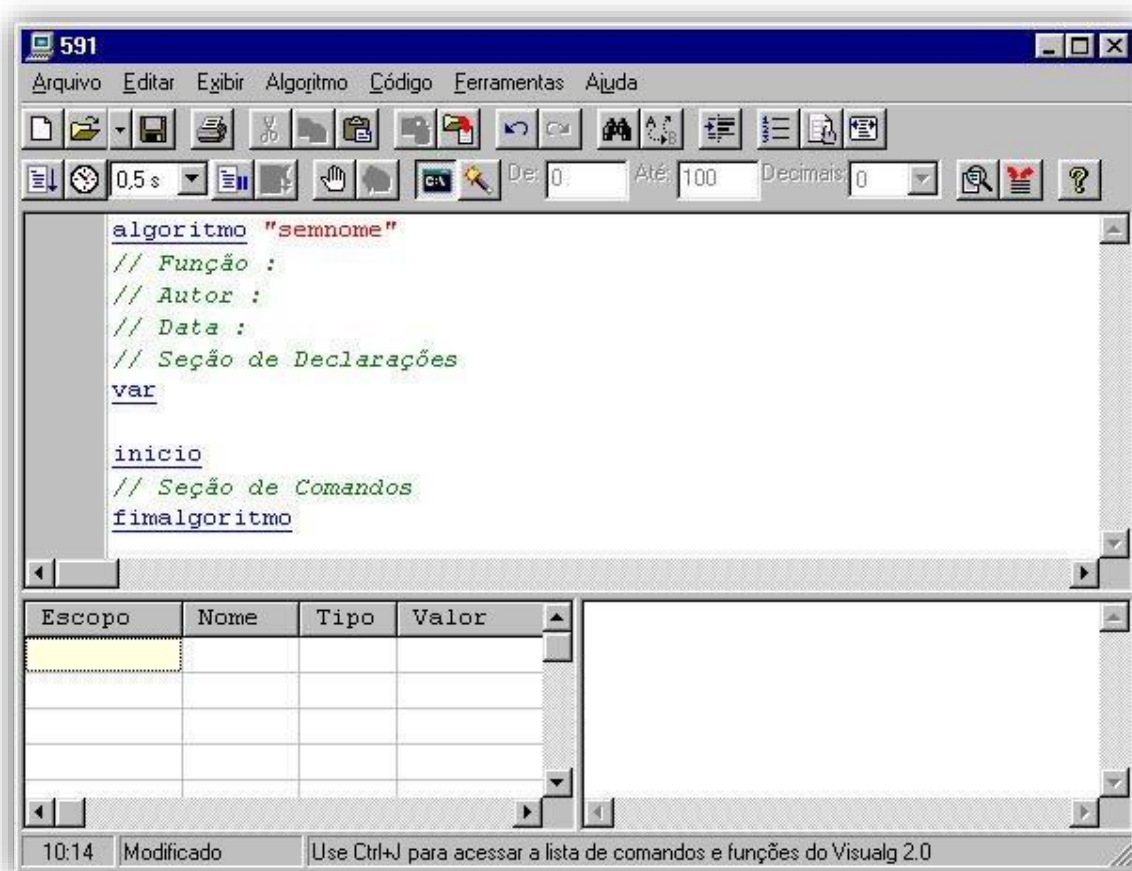 591
Arquivo Editar Exibir Algoritmo Código Ferramentas Ajuda
0,5 s De: 0 Até: 100 Decimais 0
algoritmo "semnome"
// Função :
// Autor :
// Data :
// Seção de Declarações
var
inicio
// Seção de Comandos
fimalgoritmo
Escopo Nome Tipo Valor
10:14 Modificado Use Ctrl+J para acessar a lista de comandos e funções do Visualg 2.0